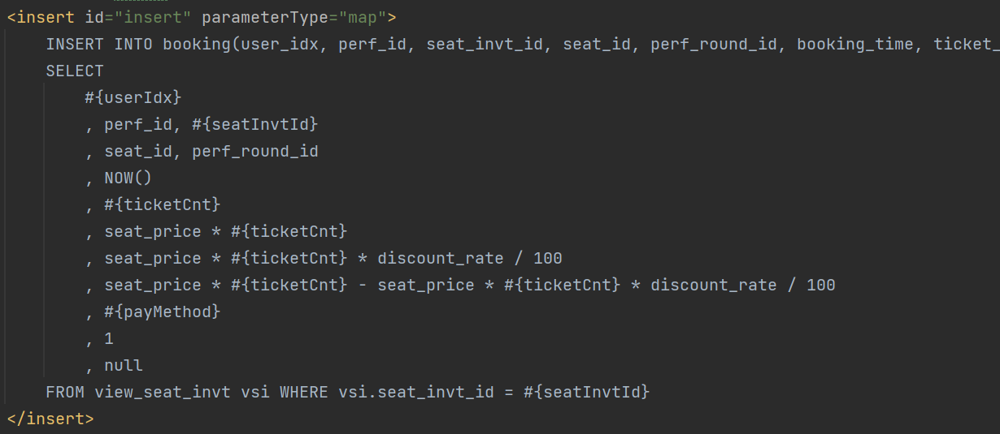 <insert id="insert" parameterType="map">
INSERT INTO booking(user_idx, perf_id, seat_invt_id, seat_id, perf_round_id, booking_time, ticket_
SELECT
#{userIdx}
, perf_id, #{seatInvtId}
, seat_id, perf_round_id
, NOW()
, #{ticketCnt}
, seat_price * #{ticketCnt}
, seat_price * #{ticketCnt} * discount_rate / 100
, seat_price * #{ticketCnt} - seat_price * #{ticketCnt} * discount_rate / 100
, #{payMethod}
, 1
, null
FROM view_seat_invt vsi WHERE vsi.seat_invt_id = #{seatInvtId}
</insert>